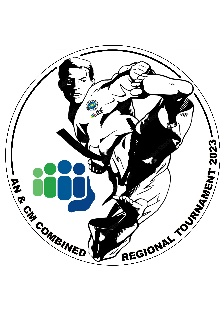 AN & CM COMBINED REGIONAL TOURNAMENT 2023